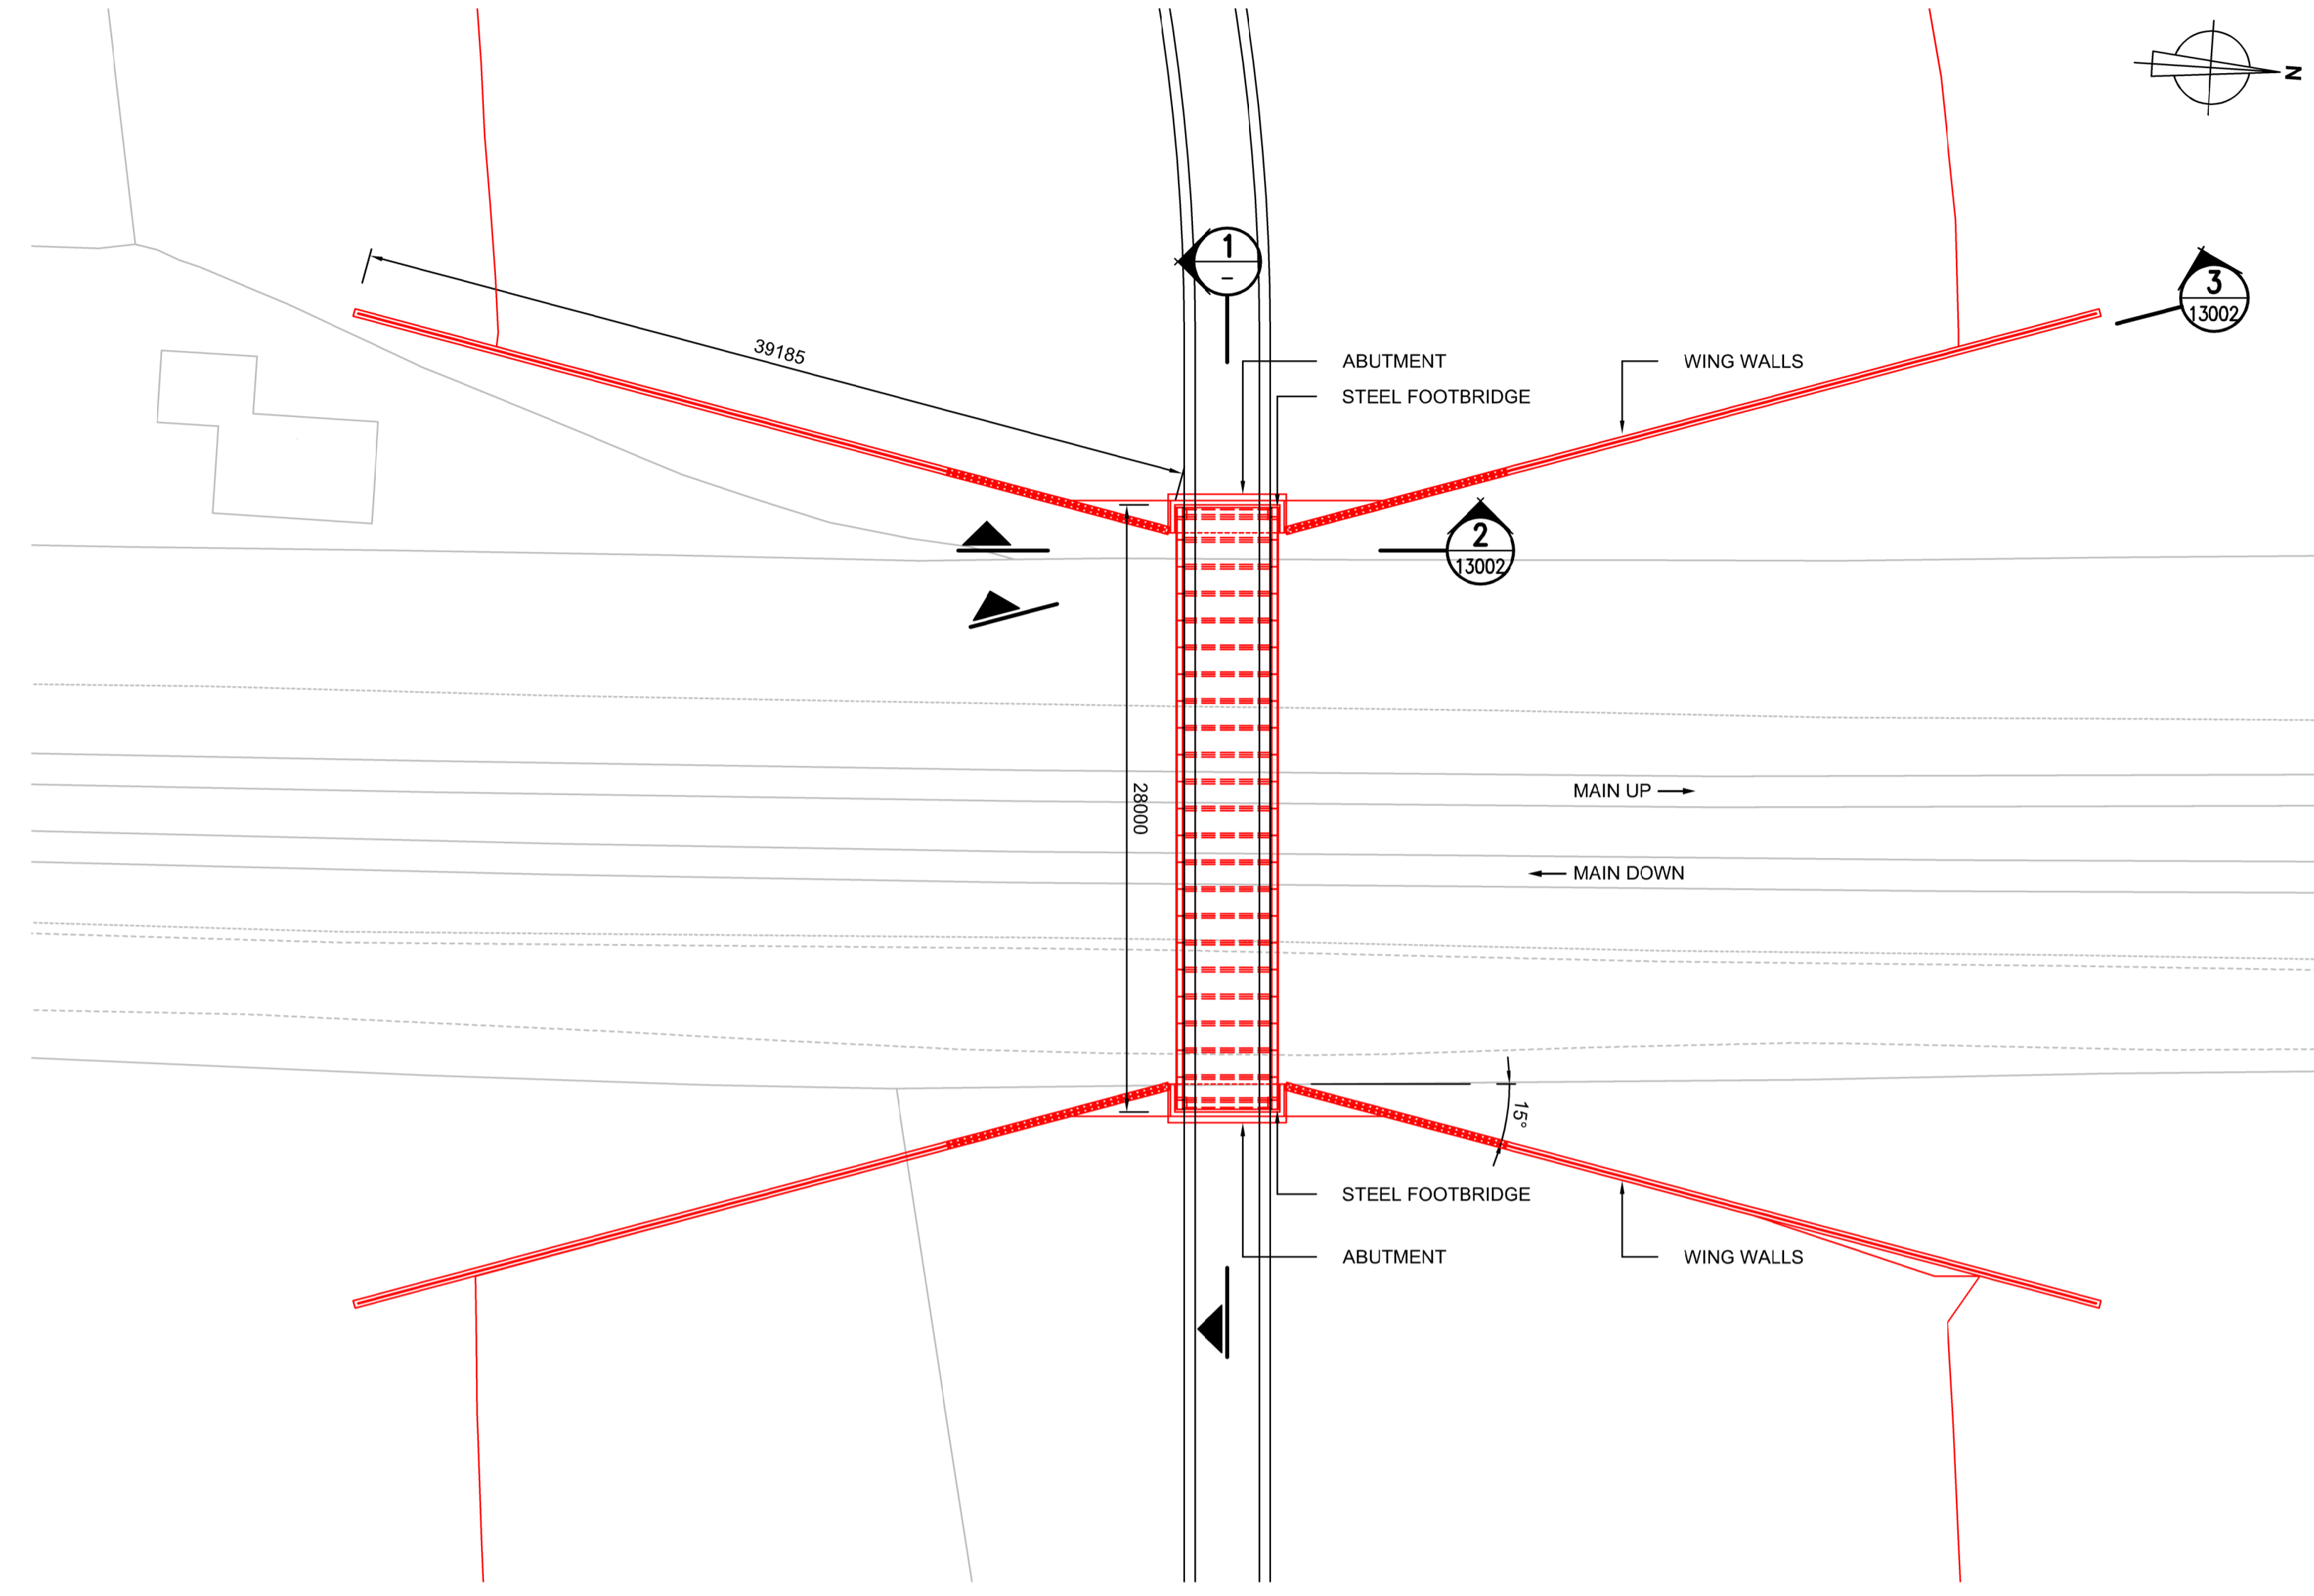 N
1
–
3
13002
39185
ABUTMENT
WING WALLS
STEEL FOOTBRIDGE
2
13002
28000
MAIN UP
MAIN DOWN
15°
STEEL FOOTBRIDGE
ABUTMENT
WING WALLS